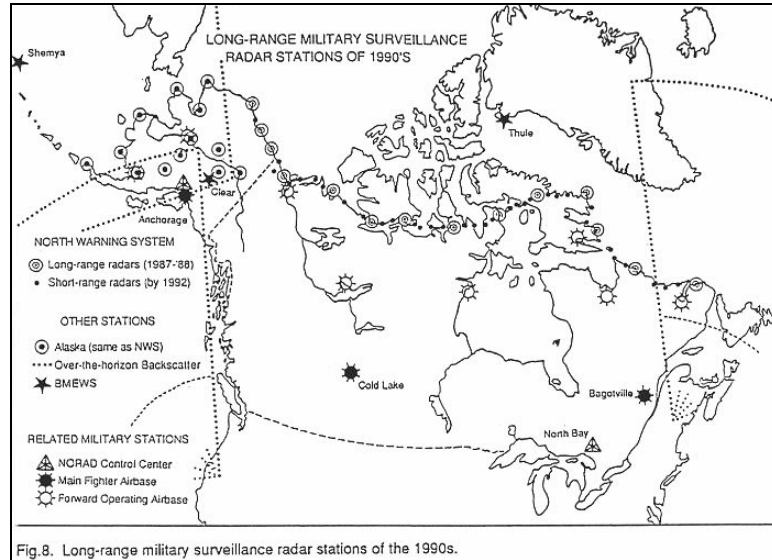 LONG-RANGE MILITARY SURVEILLANCE
RADAR STATIONS OF 1990'S
Shemya
Thule
Clear
Anchorage
NORTH WARNING SYSTEM
Long-range radars (1987-'88)
Short-range radars (by 1992)
OTHER STATIONS
Alaska (same as NWS)
Over-the-horizon Backscatter
BMEWS
Cold Lake
Bagotville
North Bay
RELATED MILITARY STATIONS
NORAD Control Center
Main Fighter Airbase
Forward Operating Airbase
Fig.8. Long-range military surveillance radar stations of the 1990s.